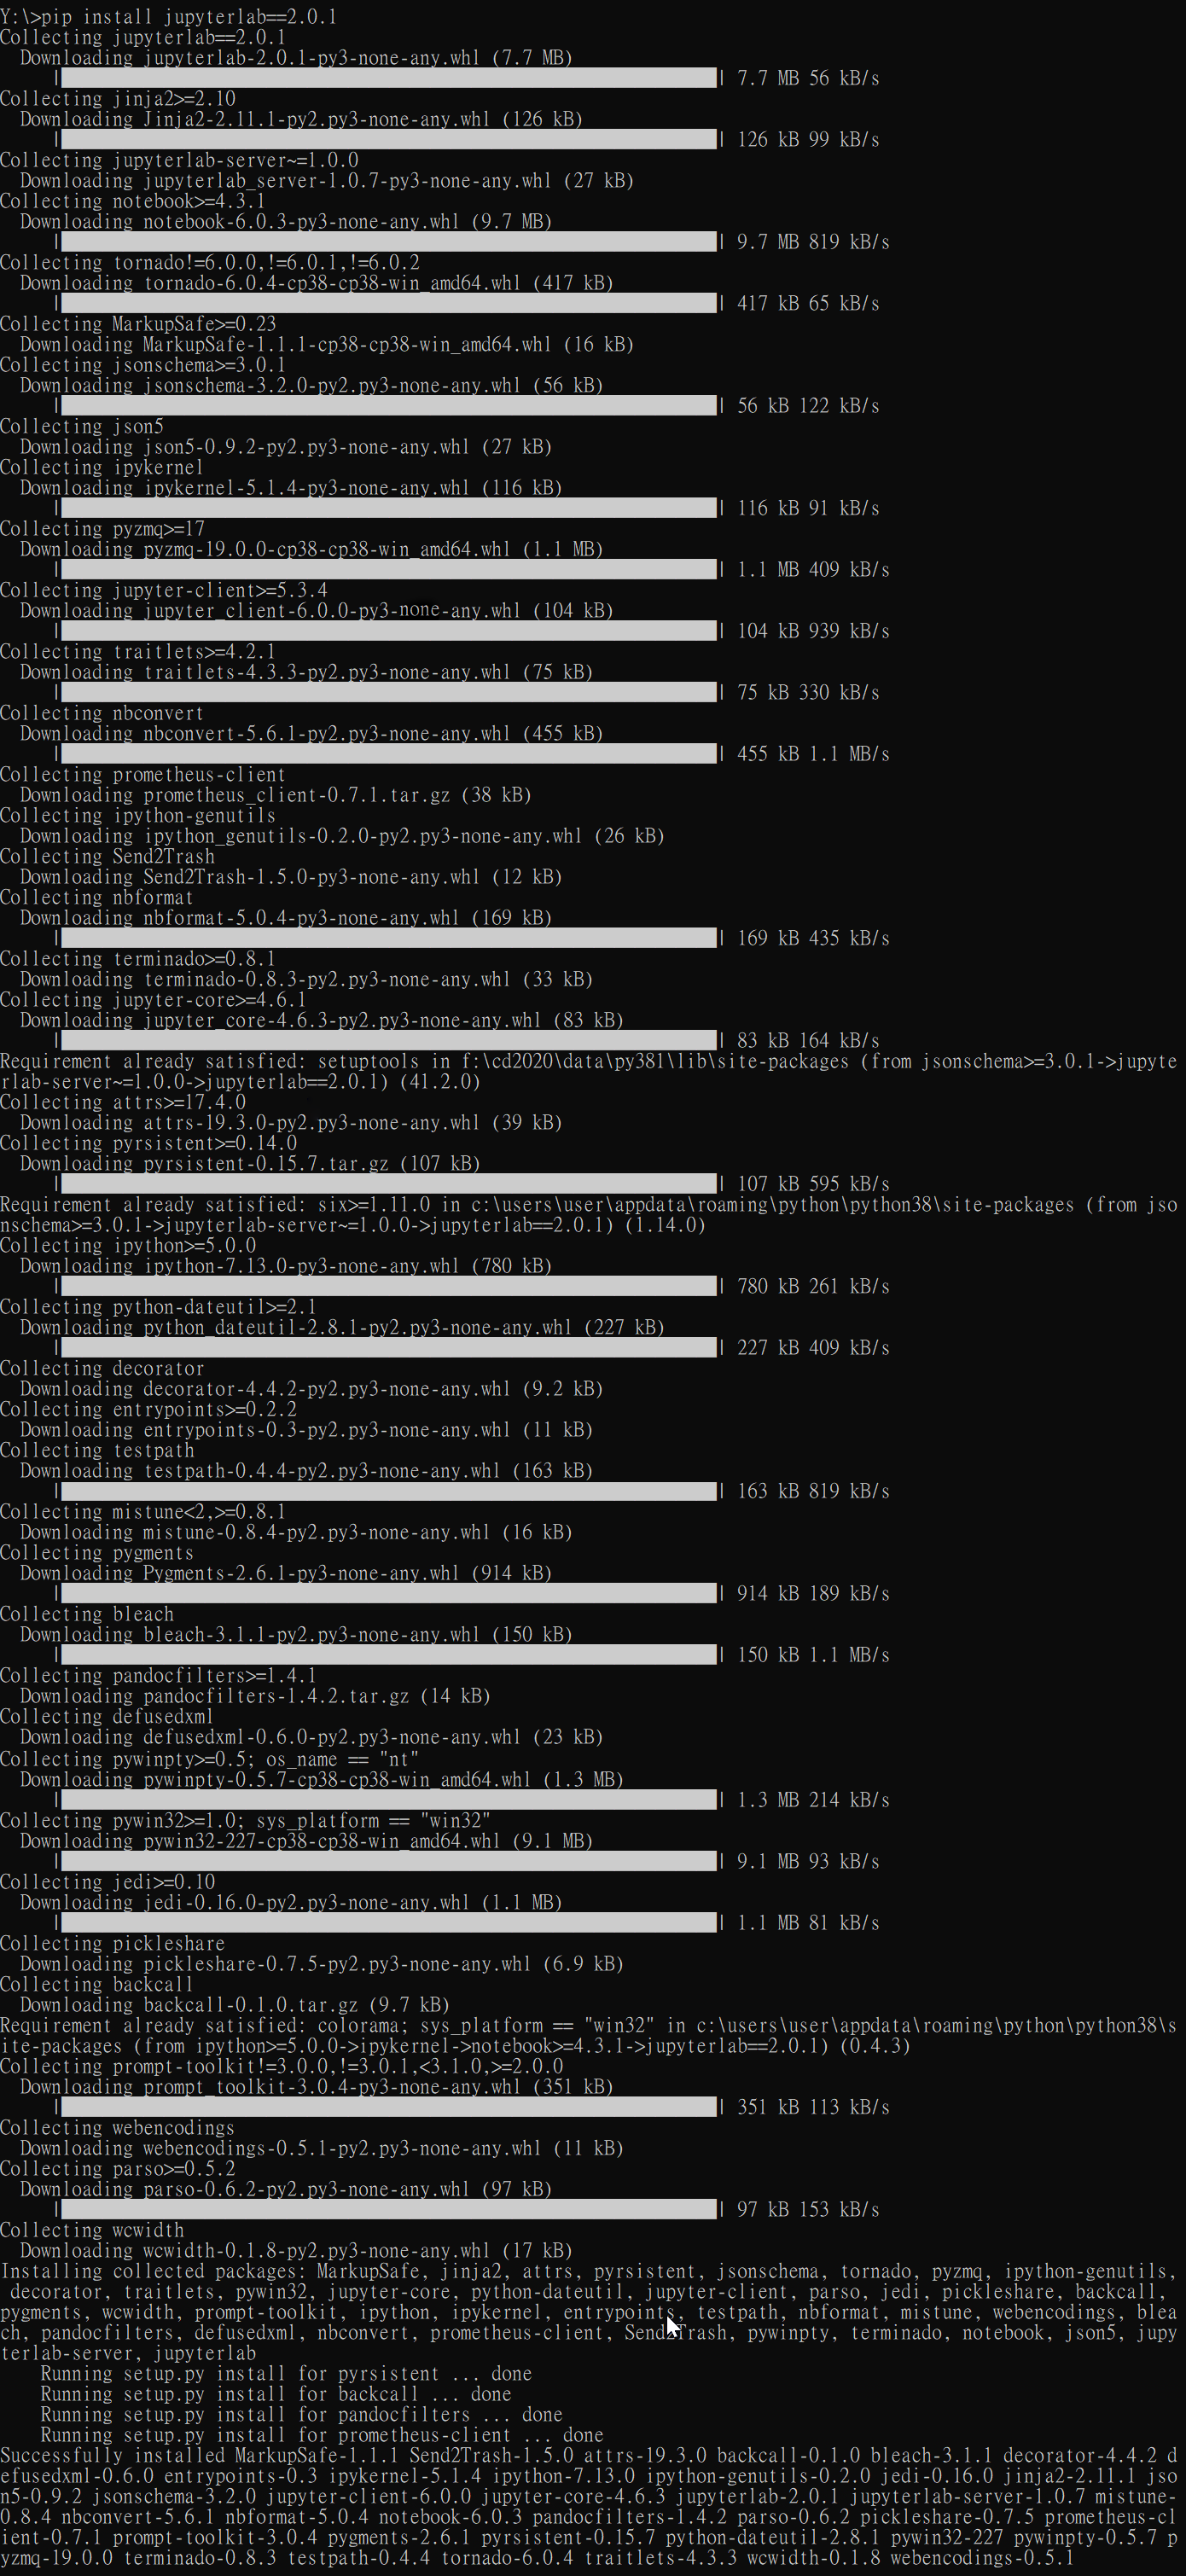 Y:\>pip install jupyterlab==2.0.1
Collecting jupyterlab==2.0.1
  Downloading jupyterlab-2.0.1-py3-none-any.whl (7.7 MB)
     || 7.7 MB 56 kB/s
Collecting jinja2>=2.10
  Downloading Jinja2-2.11.1-py2.py3-none-any.whl (126 kB)
     || 126 kB 99 kB/s
Collecting jupyterlab-server~=1.0.0
  Downloading jupyterlab_server-1.0.7-py3-none-any.whl (27 kB)
Collecting notebook>=4.3.1
  Downloading notebook-6.0.3-py3-none-any.whl (9.7 MB)
     || 9.7 MB 819 kB/s
Collecting tornado!=6.0.0,!=6.0.1,!=6.0.2
  Downloading tornado-6.0.4-cp38-cp38-win_amd64.whl (417 kB)
     || 417 kB 65 kB/s
Collecting MarkupSafe>=0.23
  Downloading MarkupSafe-1.1.1-cp38-cp38-win_amd64.whl (16 kB)
Collecting jsonschema>=3.0.1
  Downloading jsonschema-3.2.0-py2.py3-none-any.whl (56 kB)
     || 56 kB 122 kB/s
Collecting json5
  Downloading json5-0.9.2-py2.py3-none-any.whl (27 kB)
Collecting ipykernel
  Downloading ipykernel-5.1.4-py3-none-any.whl (116 kB)
     || 116 kB 91 kB/s
Collecting pyzmq>=17
  Downloading pyzmq-19.0.0-cp38-cp38-win_amd64.whl (1.1 MB)
     || 1.1 MB 409 kB/s
Collecting jupyter-client>=5.3.4
  Downloading jupyter_client-6.0.0-py3-none-any.whl (104 kB)
     || 104 kB 939 kB/s
Collecting traitlets>=4.2.1
  Downloading traitlets-4.3.3-py2.py3-none-any.whl (75 kB)
     || 75 kB 330 kB/s
Collecting nbconvert
  Downloading nbconvert-5.6.1-py2.py3-none-any.whl (455 kB)
     || 455 kB 1.1 MB/s
Collecting prometheus-client
  Downloading prometheus_client-0.7.1.tar.gz (38 kB)
Collecting ipython-genutils
  Downloading ipython_genutils-0.2.0-py2.py3-none-any.whl (26 kB)
Collecting Send2Trash
  Downloading Send2Trash-1.5.0-py3-none-any.whl (12 kB)
Collecting nbformat
  Downloading nbformat-5.0.4-py3-none-any.whl (169 kB)
     || 169 kB 435 kB/s
Collecting terminado>=0.8.1
  Downloading terminado-0.8.3-py2.py3-none-any.whl (33 kB)
Collecting jupyter-core>=4.6.1
  Downloading jupyter_core-4.6.3-py2.py3-none-any.whl (83 kB)
     || 83 kB 164 kB/s
Requirement already satisfied: setuptools in f:\cd2020\data\py381\lib\site-packages (from jsonschema>=3.0.1->jupyte
rlab-server~=1.0.0->jupyterlab==2.0.1) (41.2.0)
Collecting attrs>=17.4.0
  Downloading attrs-19.3.0-py2.py3-none-any.whl (39 kB)
Collecting pyrsistent>=0.14.0
  Downloading pyrsistent-0.15.7.tar.gz (107 kB)
     || 107 kB 595 kB/s
Requirement already satisfied: six>=1.11.0 in c:\users\user\appdata\roaming\python\python38\site-packages (from jso
nschema>=3.0.1->jupyterlab-server~=1.0.0->jupyterlab==2.0.1) (1.14.0)
Collecting ipython>=5.0.0
  Downloading ipython-7.13.0-py3-none-any.whl (780 kB)
     || 780 kB 261 kB/s
Collecting python-dateutil>=2.1
  Downloading python_dateutil-2.8.1-py2.py3-none-any.whl (227 kB)
     || 227 kB 409 kB/s
Collecting decorator
  Downloading decorator-4.4.2-py2.py3-none-any.whl (9.2 kB)
Collecting entrypoints>=0.2.2
  Downloading entrypoints-0.3-py2.py3-none-any.whl (11 kB)
Collecting testpath
  Downloading testpath-0.4.4-py2.py3-none-any.whl (163 kB)
     || 163 kB 819 kB/s
Collecting mistune<2,>=0.8.1
  Downloading mistune-0.8.4-py2.py3-none-any.whl (16 kB)
Collecting pygments
  Downloading Pygments-2.6.1-py3-none-any.whl (914 kB)
     || 914 kB 189 kB/s
Collecting bleach
  Downloading bleach-3.1.1-py2.py3-none-any.whl (150 kB)
     || 150 kB 1.1 MB/s
Collecting pandocfilters>=1.4.1
  Downloading pandocfilters-1.4.2.tar.gz (14 kB)
Collecting defusedxml
  Downloading defusedxml-0.6.0-py2.py3-none-any.whl (23 kB)
Collecting pywinpty>=0.5; os_name == "nt"
  Downloading pywinpty-0.5.7-cp38-cp38-win_amd64.whl (1.3 MB)
     || 1.3 MB 214 kB/s
Collecting pywin32>=1.0; sys_platform == "win32"
  Downloading pywin32-227-cp38-cp38-win_amd64.whl (9.1 MB)
     || 9.1 MB 93 kB/s
Collecting jedi>=0.10
  Downloading jedi-0.16.0-py2.py3-none-any.whl (1.1 MB)
     || 1.1 MB 81 kB/s
Collecting pickleshare
  Downloading pickleshare-0.7.5-py2.py3-none-any.whl (6.9 kB)
Collecting backcall
  Downloading backcall-0.1.0.tar.gz (9.7 kB)
Requirement already satisfied: colorama; sys_platform == "win32" in c:\users\user\appdata\roaming\python\python38\s
ite-packages (from ipython>=5.0.0->ipykernel->notebook>=4.3.1->jupyterlab==2.0.1) (0.4.3)
Collecting prompt-toolkit!=3.0.0,!=3.0.1,<3.1.0,>=2.0.0
  Downloading prompt_toolkit-3.0.4-py3-none-any.whl (351 kB)
     || 351 kB 113 kB/s
Collecting webencodings
  Downloading webencodings-0.5.1-py2.py3-none-any.whl (11 kB)
Collecting parso>=0.5.2
  Downloading parso-0.6.2-py2.py3-none-any.whl (97 kB)
     || 97 kB 153 kB/s
Collecting wcwidth
  Downloading wcwidth-0.1.8-py2.py3-none-any.whl (17 kB)
Installing collected packages: MarkupSafe, jinja2, attrs, pyrsistent, jsonschema, tornado, pyzmq, ipython-genutils,
 decorator, traitlets, pywin32, jupyter-core, python-dateutil, jupyter-client, parso, jedi, pickleshare, backcall,
pygments, wcwidth, prompt-toolkit, ipython, ipykernel, entrypoints, testpath, nbformat, mistune, webencodings, blea
ch, pandocfilters, defusedxml, nbconvert, prometheus-client, Send2Trash, pywinpty, terminado, notebook, json5, jupy
terlab-server, jupyterlab
    Running setup.py install for pyrsistent ... done
    Running setup.py install for backcall ... done
    Running setup.py install for pandocfilters ... done
    Running setup.py install for prometheus-client ... done
Successfully installed MarkupSafe-1.1.1 Send2Trash-1.5.0 attrs-19.3.0 backcall-0.1.0 bleach-3.1.1 decorator-4.4.2 d
efusedxml-0.6.0 entrypoints-0.3 ipykernel-5.1.4 ipython-7.13.0 ipython-genutils-0.2.0 jedi-0.16.0 jinja2-2.11.1 jso
n5-0.9.2 jsonschema-3.2.0 jupyter-client-6.0.0 jupyter-core-4.6.3 jupyterlab-2.0.1 jupyterlab-server-1.0.7 mistune-
0.8.4 nbconvert-5.6.1 nbformat-5.0.4 notebook-6.0.3 pandocfilters-1.4.2 parso-0.6.2 pickleshare-0.7.5 prometheus-cl
ient-0.7.1 prompt-toolkit-3.0.4 pygments-2.6.1 pyrsistent-0.15.7 python-dateutil-2.8.1 pywin32-227 pywinpty-0.5.7 p
yzmq-19.0.0 terminado-0.8.3 testpath-0.4.4 tornado-6.0.4 traitlets-4.3.3 wcwidth-0.1.8 webencodings-0.5.1